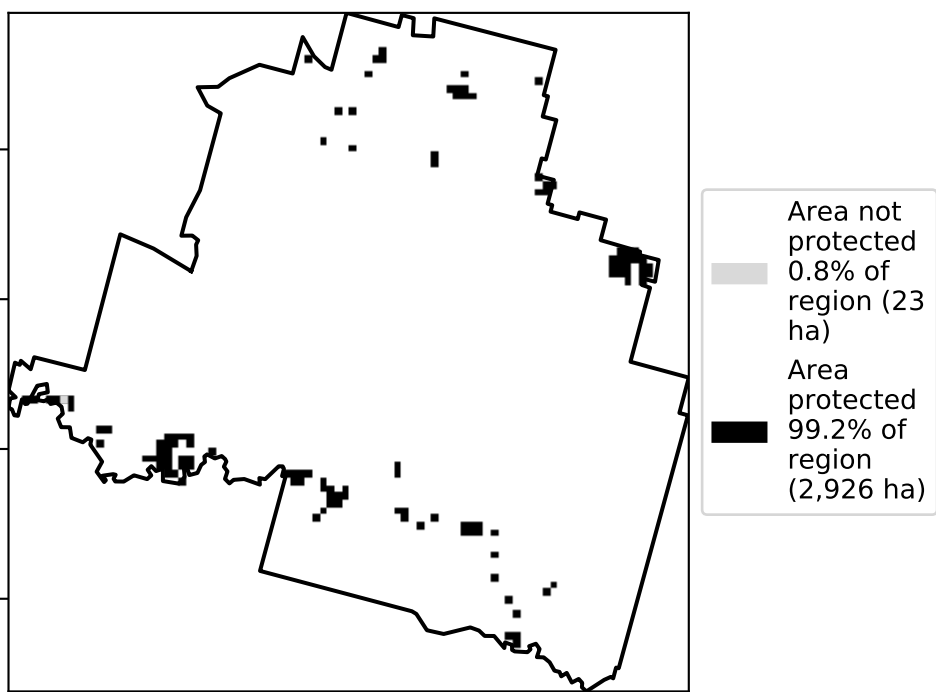 Area not
protected
0.8% of
region (23
ha)
Area
protected
99.2% of
region
(2,926 ha)